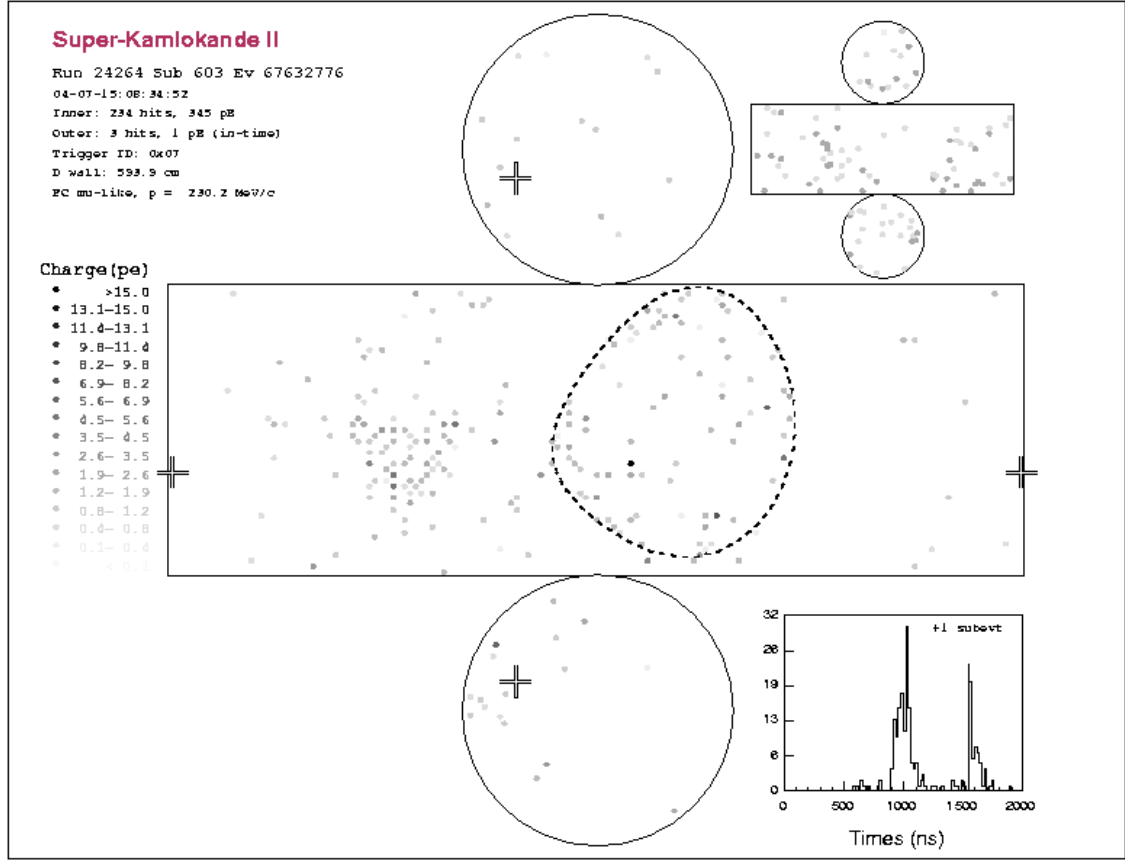 Super-Kamiokande II
Run 24264 Sub 603 Ev 67632776
04-07-15:08:34:52
Inner: 234 hits, 345 pE
Outer: 3 hits, 1 pE (in-time)
Trigger ID: 0x07
D wall: 593.9 cm
FC mu-like, p = 230.2 MeV/c
Charge(pe)
>15.0
13.1-15.0
11.4-13.1
9.8-11.4
8.2- 9.8
6.9- 8.2
5.6- 6.9
4.5- 5.6
3.5- 4.5
2.6- 3.5
1.9- 2.6
1.2- 1.9
0.8- 1.2
0.4- 0.8
0.1- 0.4
< 0.1
+1 subevt
32
26
19
13
6
0
0
500
1000
1500
2000
Times (ns)